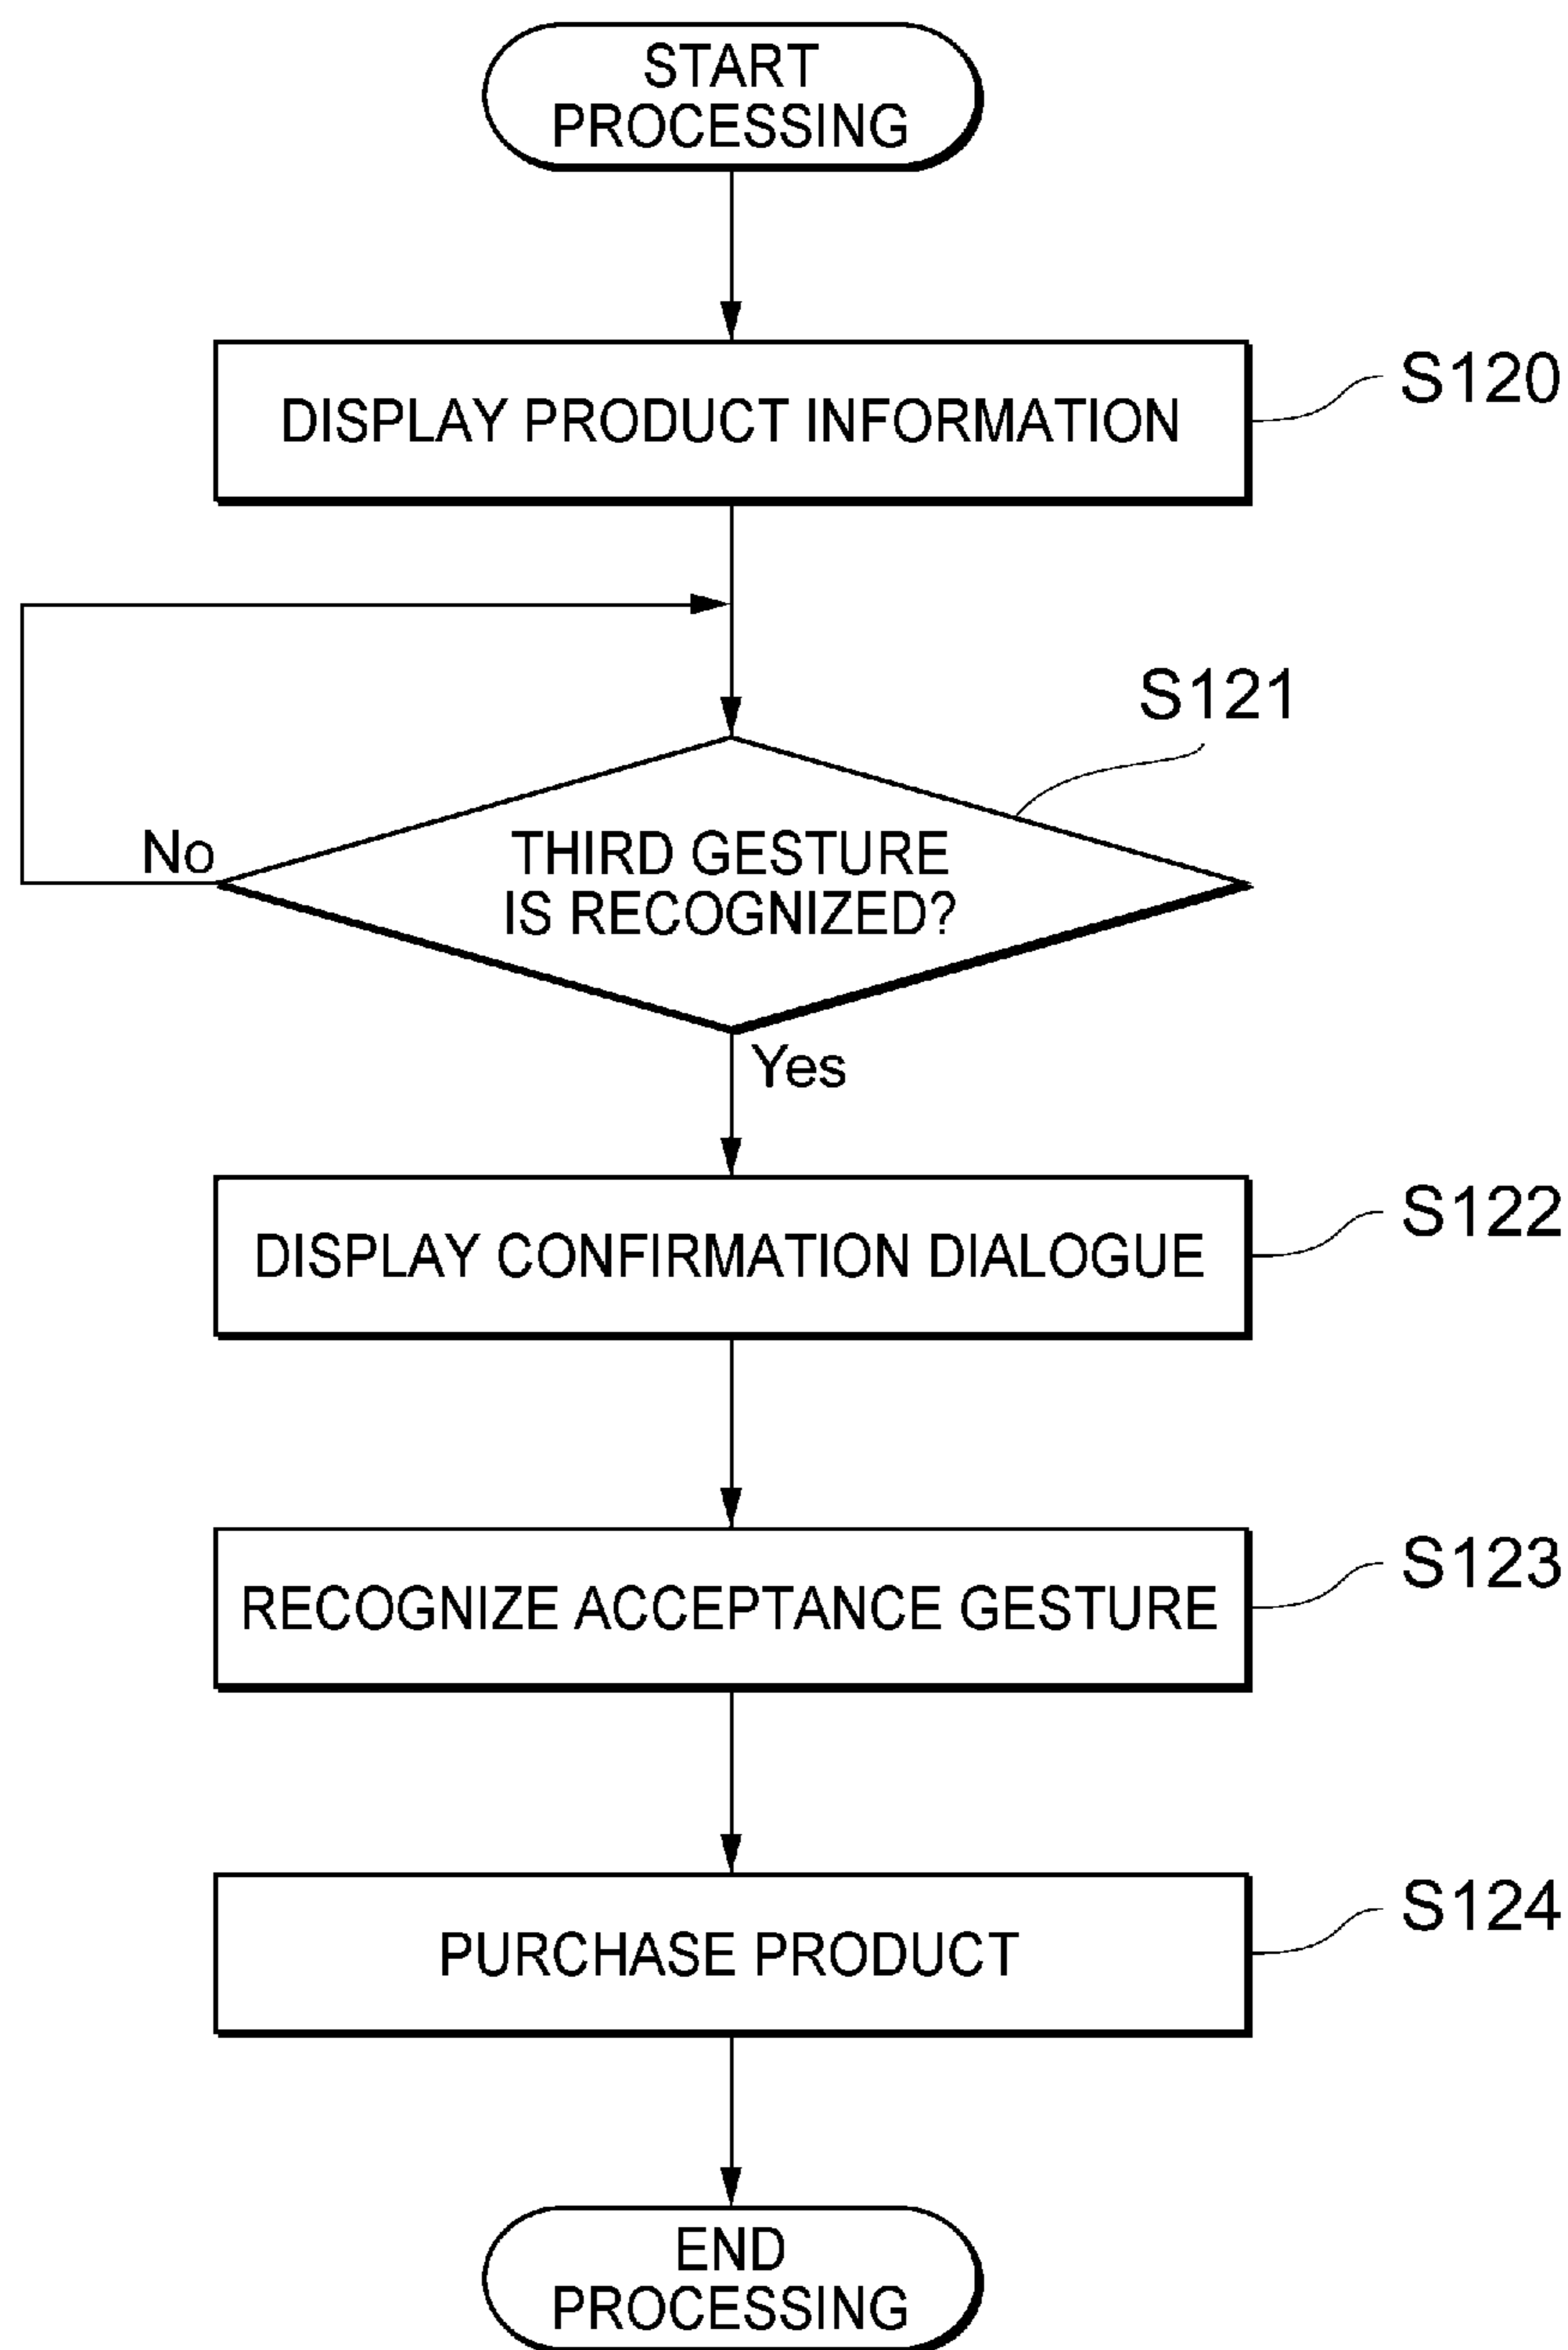 START
PROCESSING
DISPLAY PRODUCT INFORMATION
S120
S121
No
THIRD GESTURE
IS RECOGNIZED?
Yes
DISPLAY CONFIRMATION DIALOGUE
S122
RECOGNIZE ACCEPTANCE GESTURE
S123
PURCHASE PRODUCT
S124
END
PROCESSING